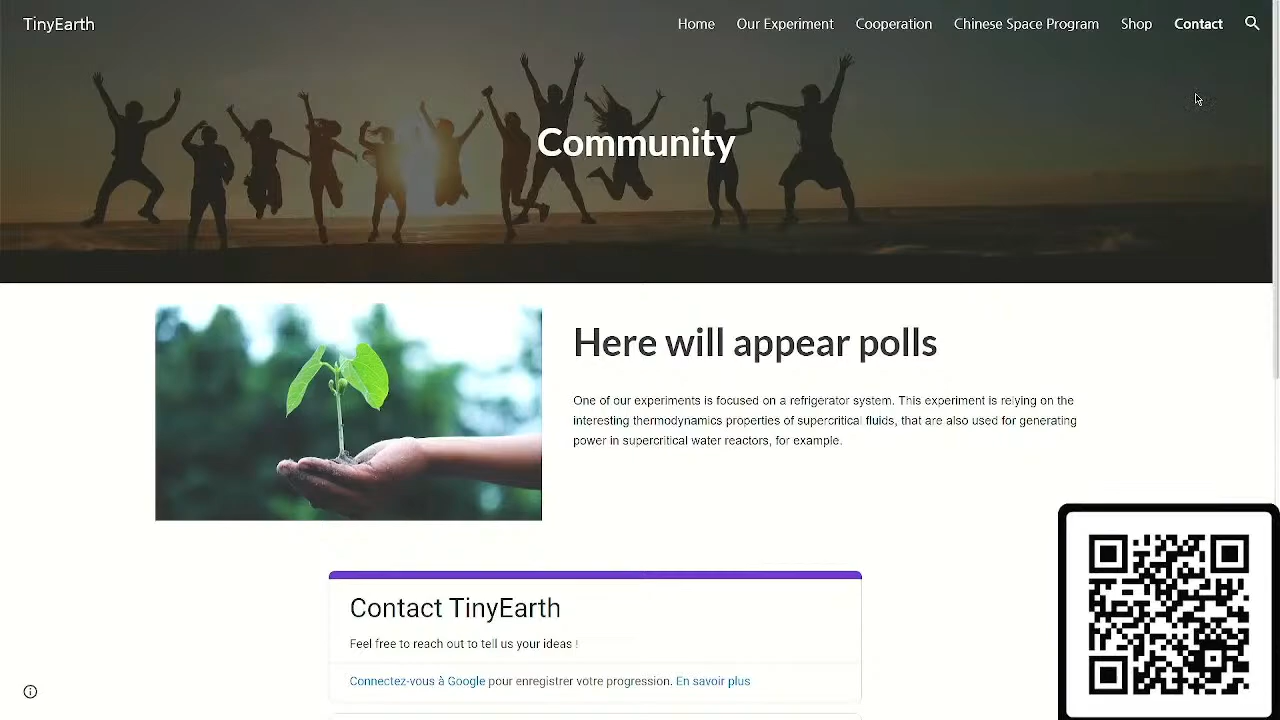 TinyEarth
Home Our Experiment Cooperation Chinese Space Program Shop Contact
Community
Here will appear polls
One of our experiments is focused on a refrigerator system. This experiment is relying on the
interesting thermodynamics properties of supercritical fluids, that are also used for generating
power in supercritical water reactors, for example.
Contact TinyEarth
Feel free to reach out to tell us your ideas !
Connectez-vous à Google pour enregistrer votre progression. En savoir plus